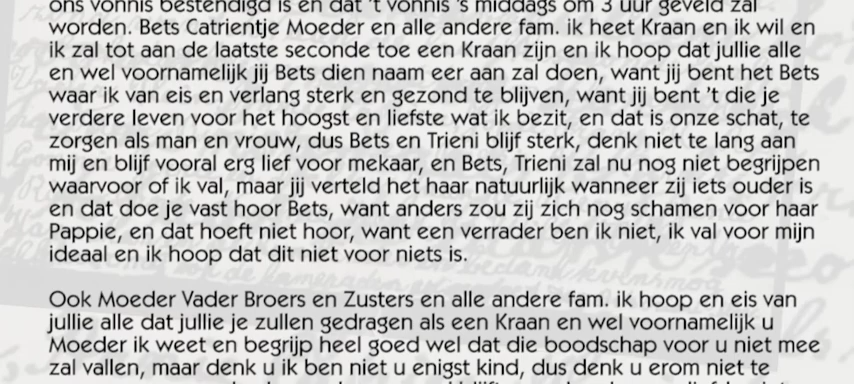 ons vonnis bestendigd is en dat 't vonnis 's middags om 3 uur geveld zal
worden. Bets Catrientje Moeder en alle andere fam. ik heet Kraan en ik wil en
ik zal tot aan de laatste seconde toe een Kraan zijn en ik hoop dat jullie alle
en wel voornamelijk jij Bets dien naam eer aan zal doen, want jij bent het Bets
waar ik van eis en verlang sterk en gezond te blijven, want jij bent 't die je
verdere leven voor het hoogst en liefste wat ik bezit, en dat is onze schat, te
zorgen als man en vrouw, dus Bets en Trieni blijf sterk, denk niet te lang aan
mij en blijf vooral erg lief voor mekaar, en Bets, Trieni zal nu nog niet begrijpen
waarvoor of ik val, maar jij verteld het haar natuurlijk wanneer zij iets ouder is
en dat doe je vast hoor Bets, want anders zou zij zich nog schamen voor haar
Pappie, en dat hoeft niet hoor, want een verrader ben ik niet, ik val voor mijn
ideaal en ik hoop dat dit niet voor niets is.
Ook Moeder Vader Broers en Zusters en alle andere fam. ik hoop en eis van
jullie alle dat jullie je zullen gedragen als een Kraan en wel voornamelijk u
Moeder ik weet en begrijp heel goed wel dat die boodschap voor u niet mee
zal vallen, maar denk u ik ben niet u enigst kind, dus denk u erom niet te